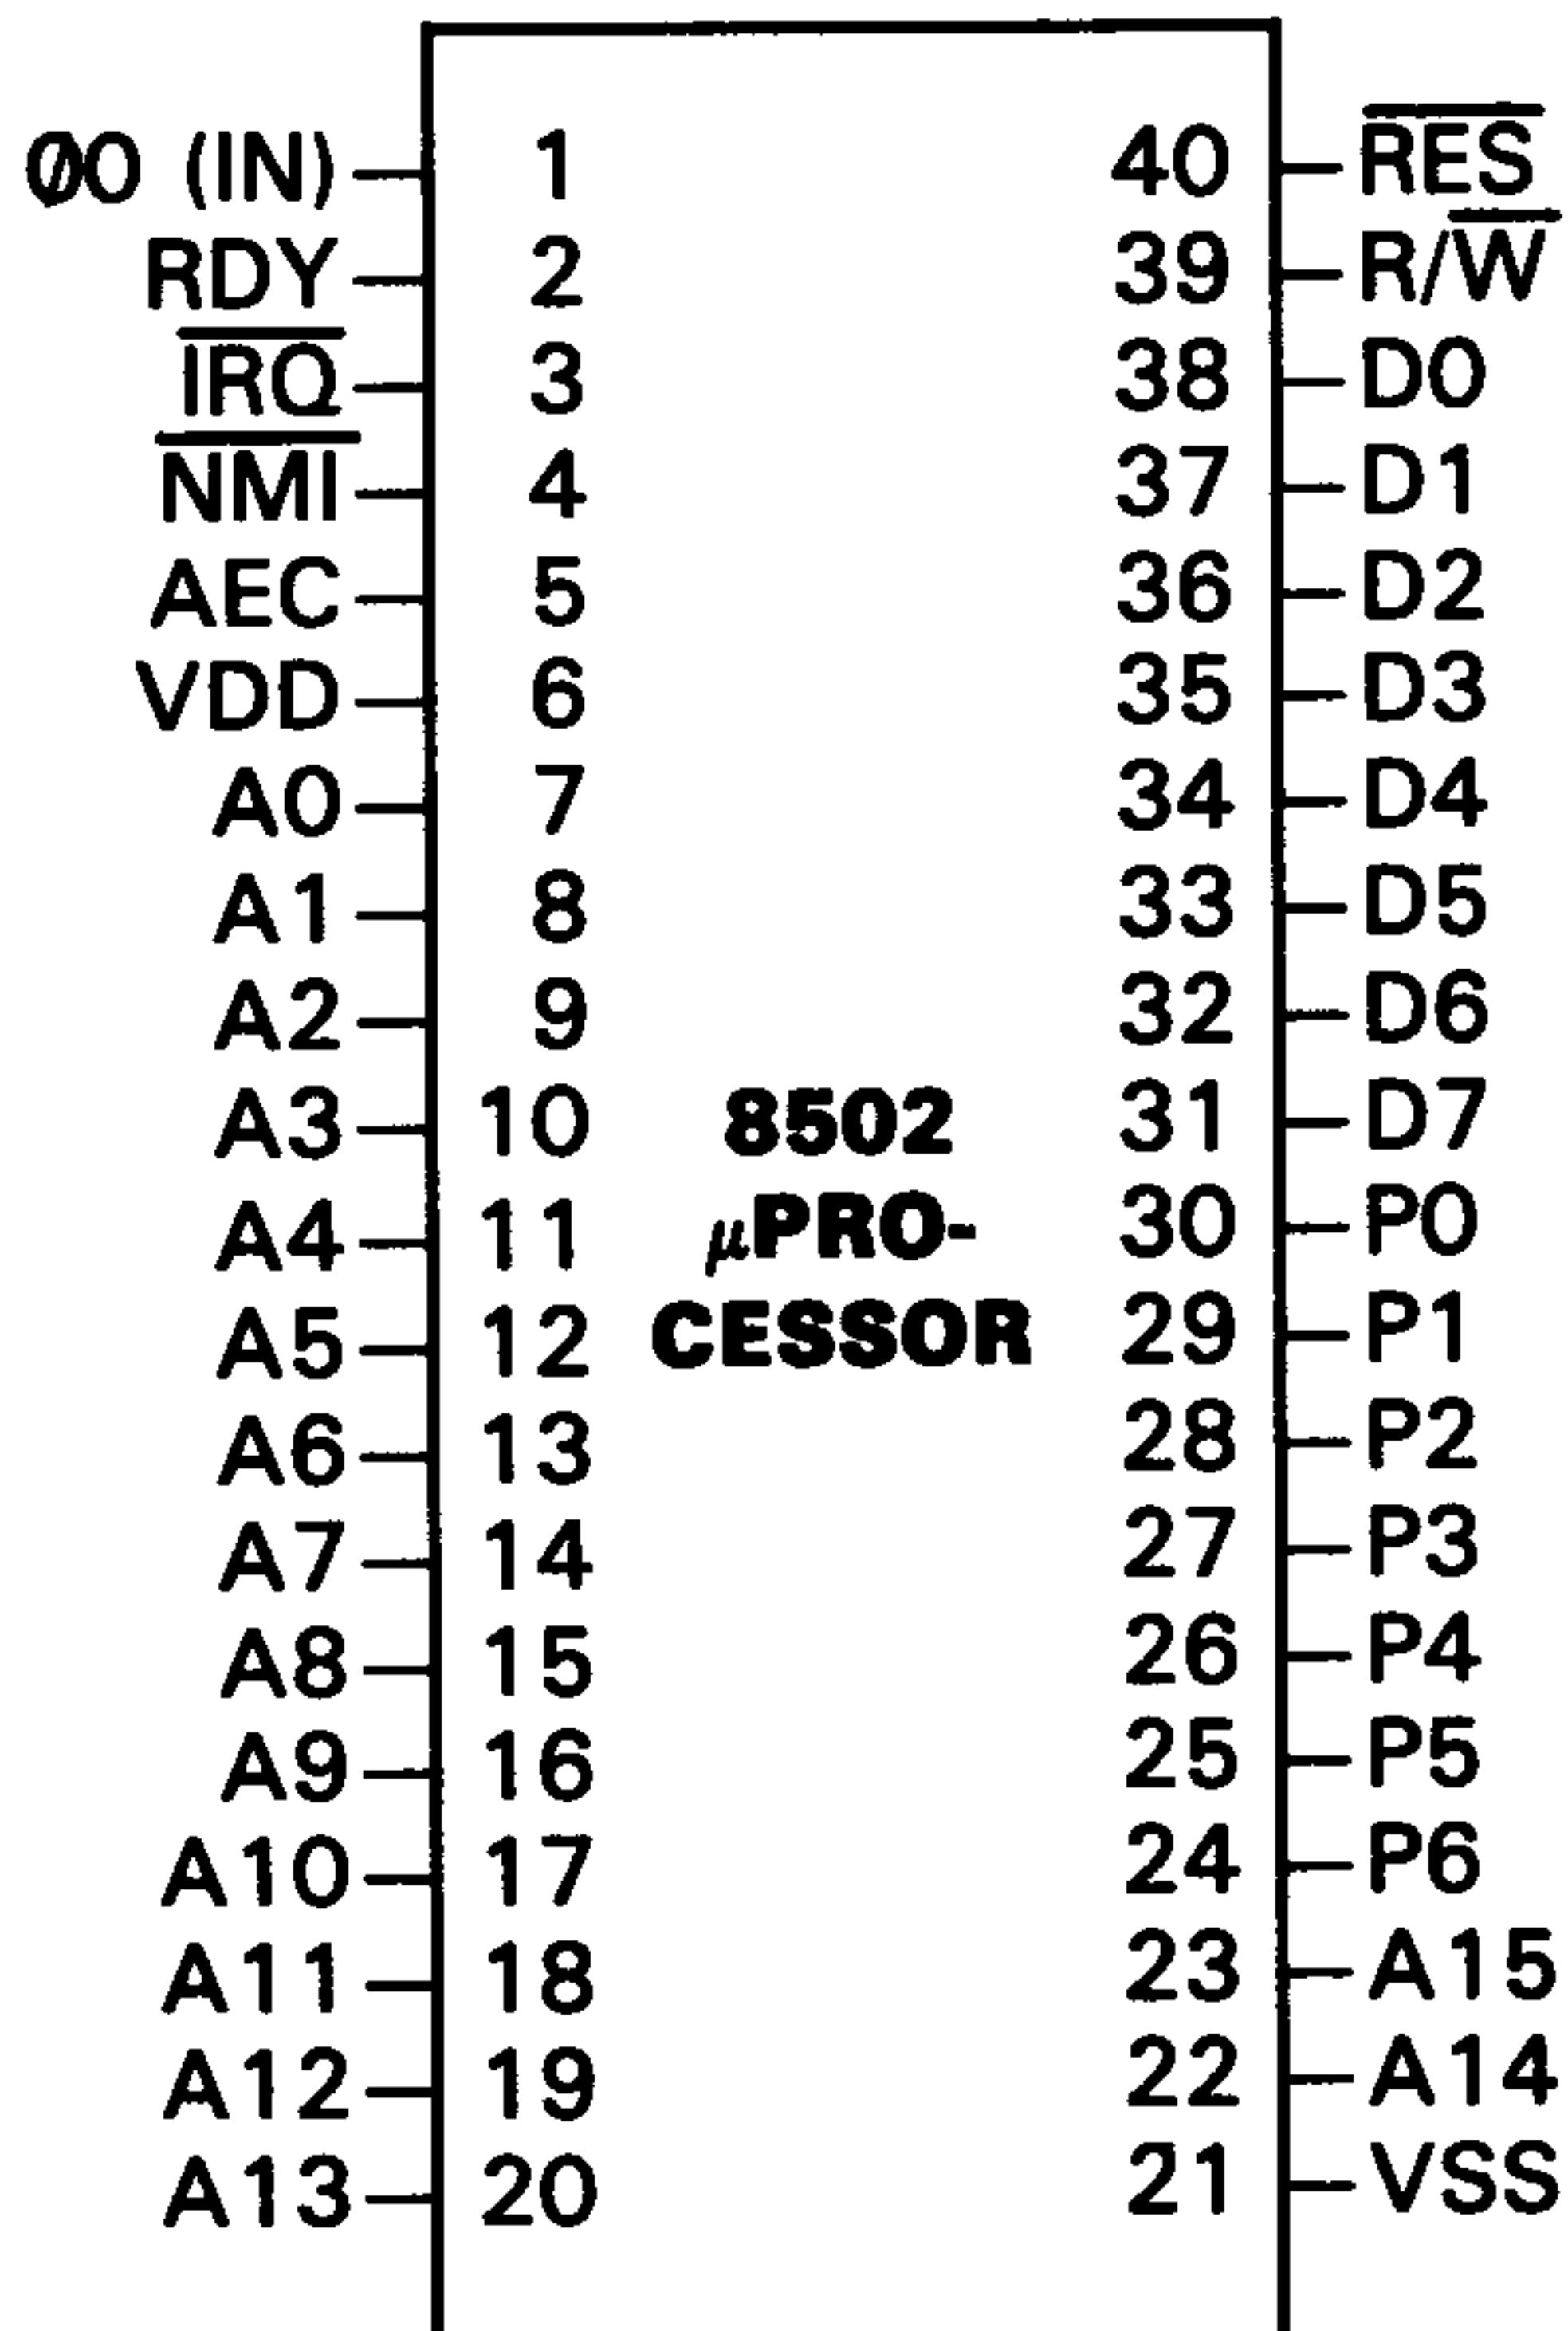 ∅0 (IN) 1 40 R̅E̅S̅
RDY 2 39 R/W̅
I̅R̅Q̅ 3 38 D0
N̅M̅I̅ 4 37 D1
AEC 5 36 D2
VDD 6 35 D3
A0 7 34 D4
A1 8 33 D5
A2 9 32 D6
A3 10 8502 31 D7
A4 11 μPRO- 30 P0
A5 12 CESSOR 29 P1
A6 13 28 P2
A7 14 27 P3
A8 15 26 P4
A9 16 25 P5
A10 17 24 P6
A11 18 23 A15
A12 19 22 A14
A13 20 21 VSS